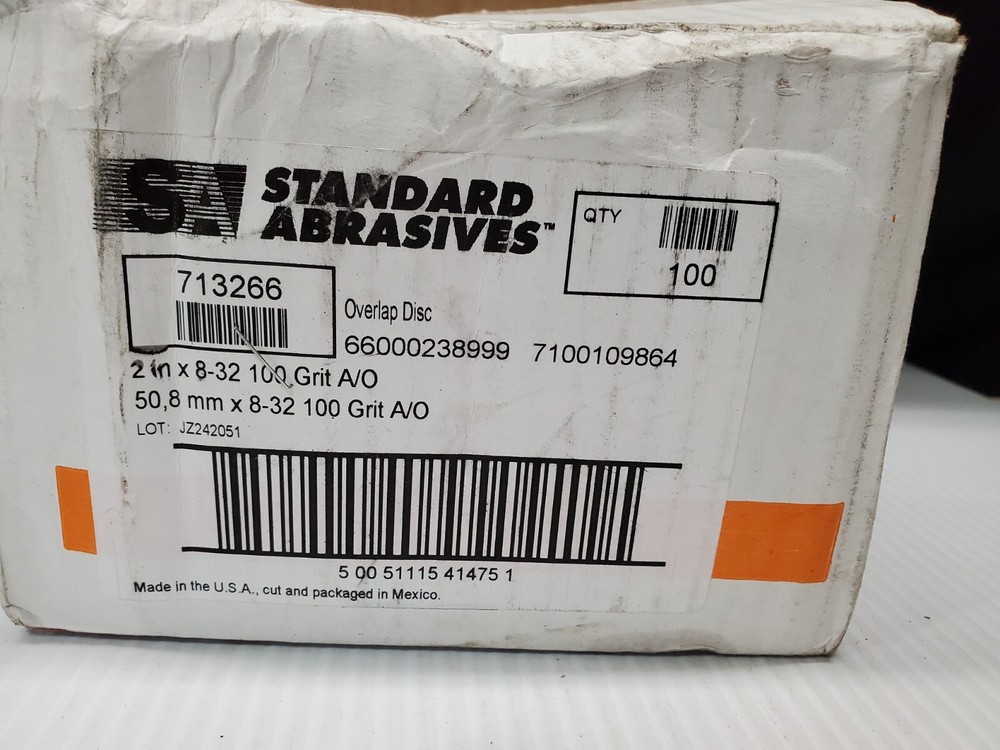 SA STANDARD
ABRASIVES™
QTY
100
713266
Overlap Disc
66000238999 7100109864
2 in x 8-32 100 Grit A/O
50,8 mm x 8-32 100 Grit A/O
LOT: JZ242051
5 00 51115 41475 1
Made in the U.S.A., cut and packaged in Mexico.